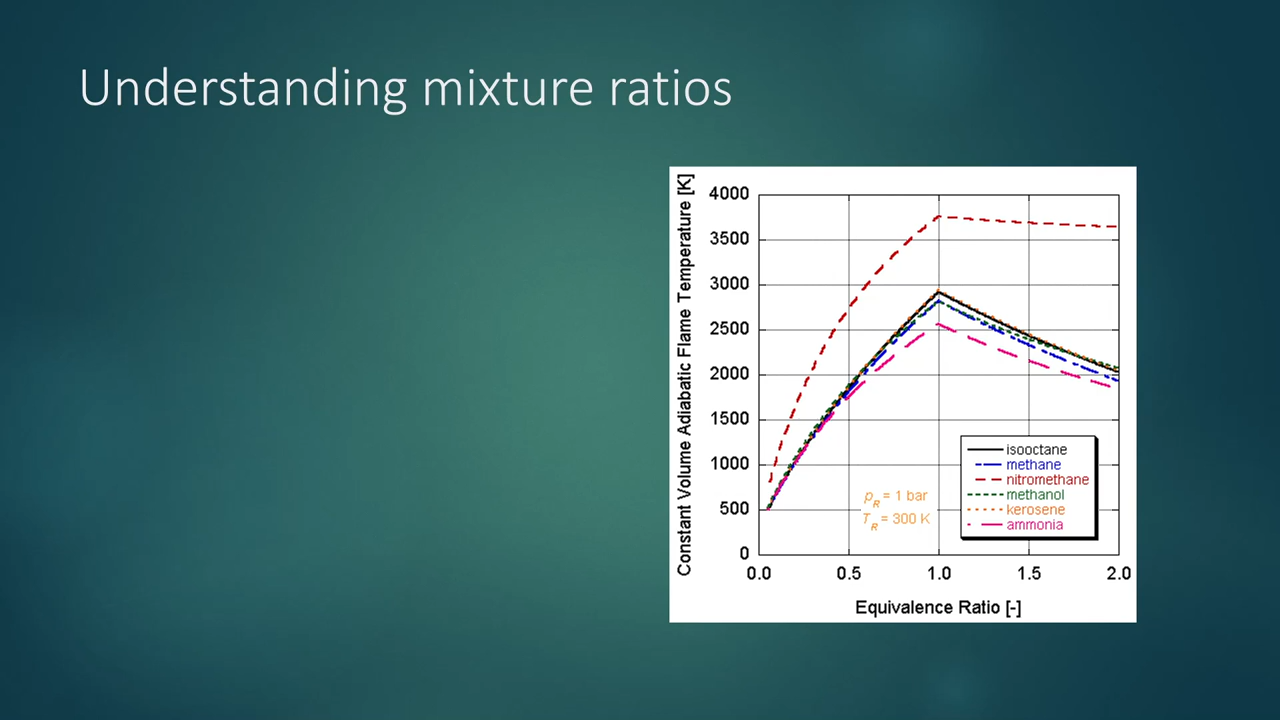 Understanding mixture ratios
Constant Volume Adiabatic Flame Temperature [K]
4000
3500
3000
2500
2000
1500
1000
500
0
isooctane
methane
nitromethane
methanol
kerosene
ammonia
pR = 1 bar
TR = 300 K
0.0 0.5 1.0 1.5 2.0
Equivalence Ratio [-]